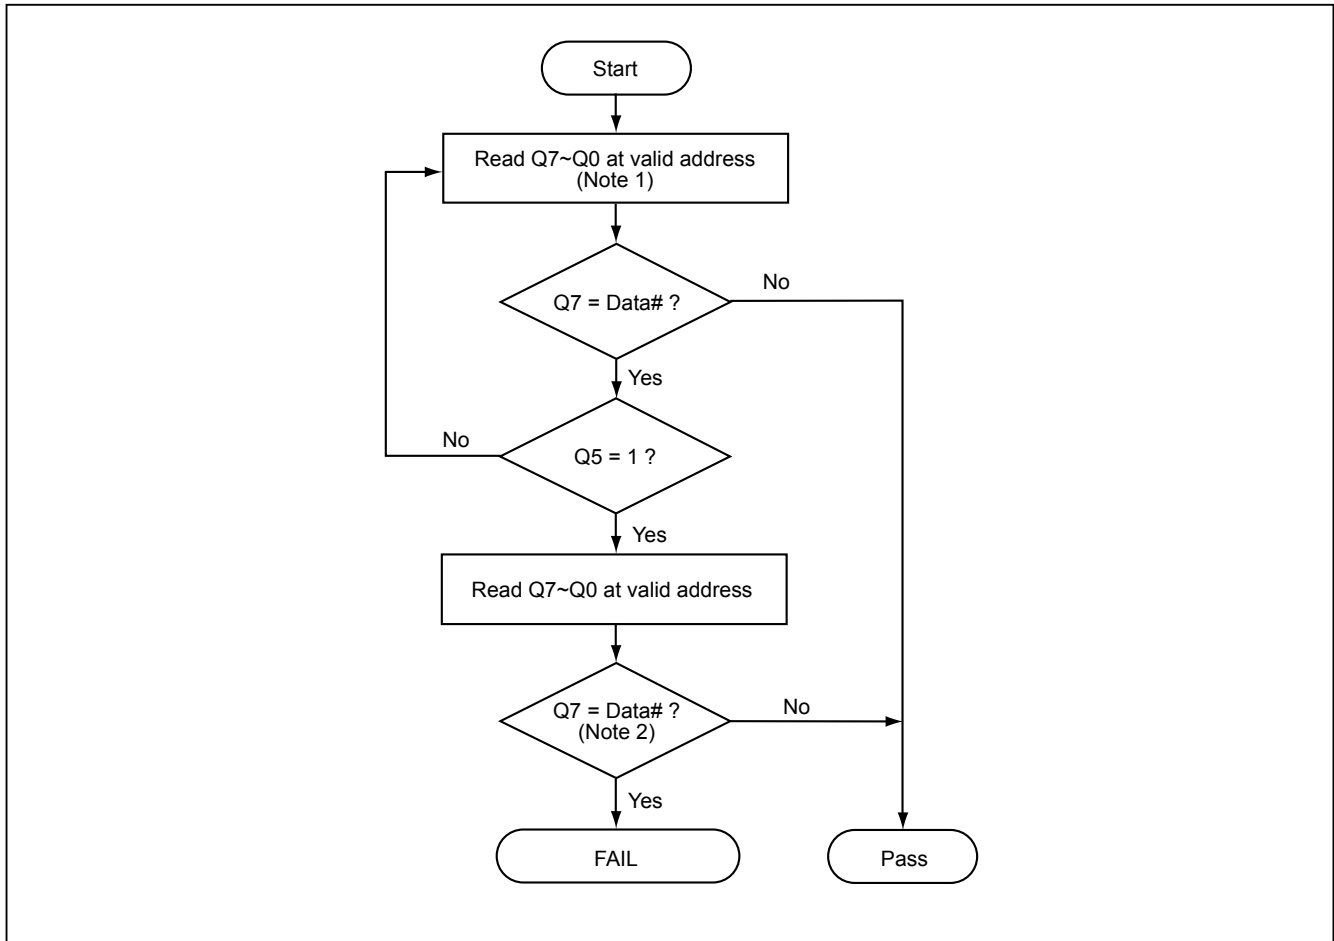 Start
Read Q7~Q0 at valid address
(Note 1)
Q7 = Data# ?
No
Yes
No
Q5 = 1 ?
Yes
Read Q7~Q0 at valid address
Q7 = Data# ?
(Note 2)
No
Yes
FAIL
Pass